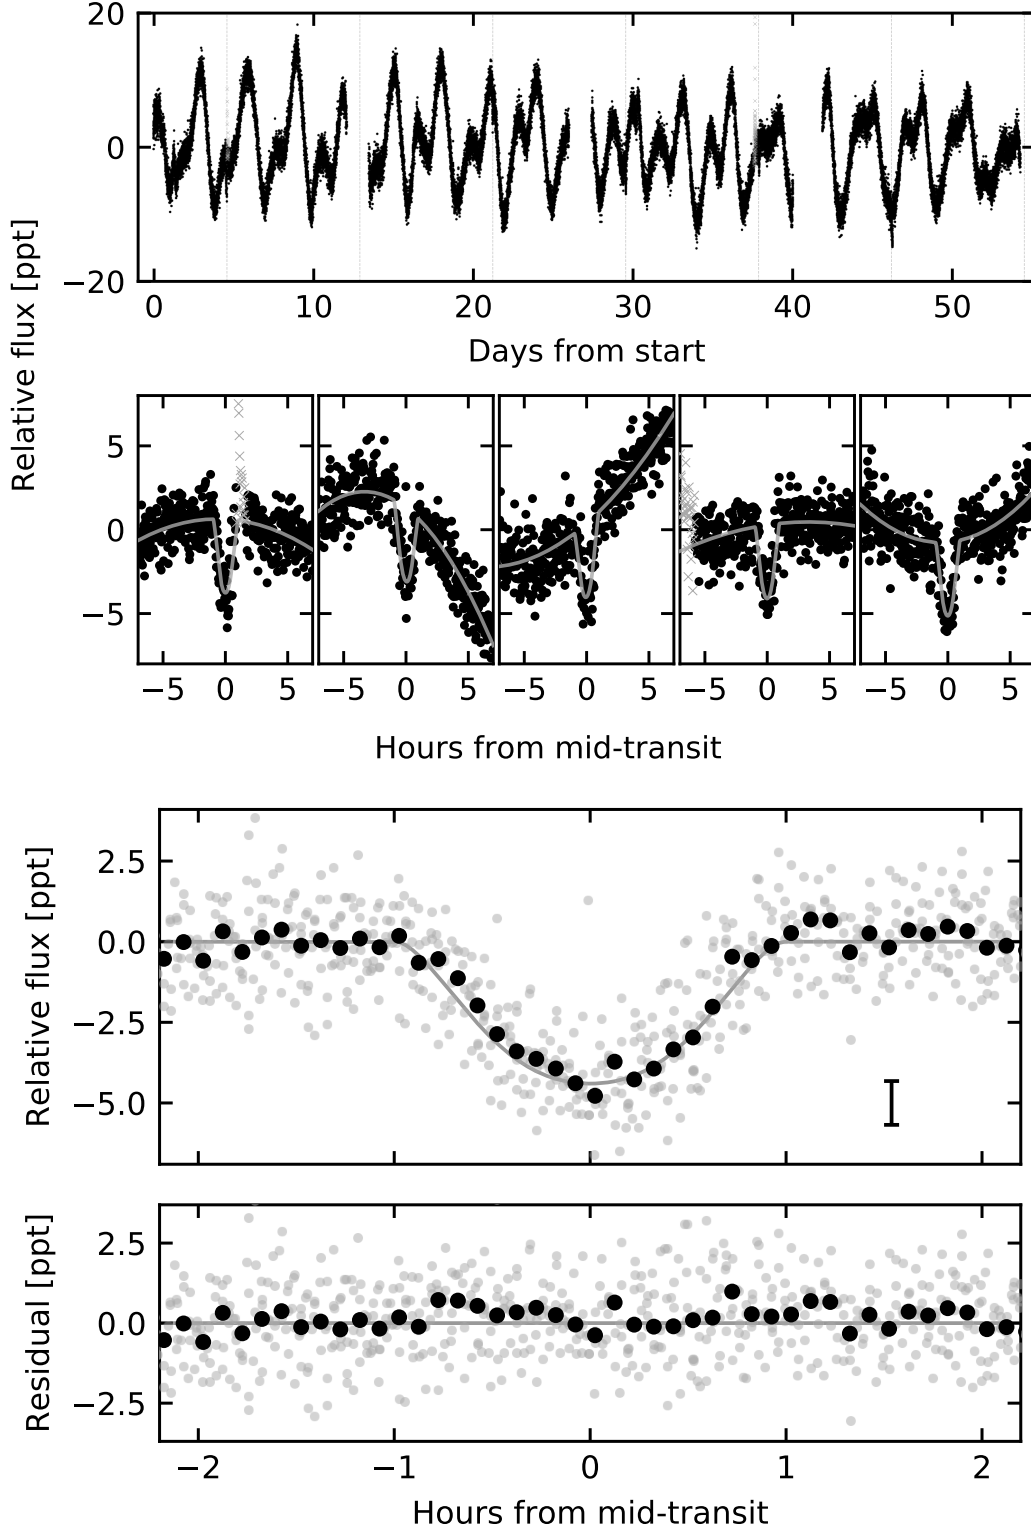 20
0
−20
0 10 20 30 40 50
Days from start
Relative flux [ppt]
5
0
−5
−5 0 5 −5 0 5 −5 0 5 −5 0 5 −5 0 5
Hours from mid-transit
2.5
0.0
−2.5
−5.0
Relative flux [ppt]
2.5
0.0
−2.5
Residual [ppt]
−2 −1 0 1 2
Hours from mid-transit